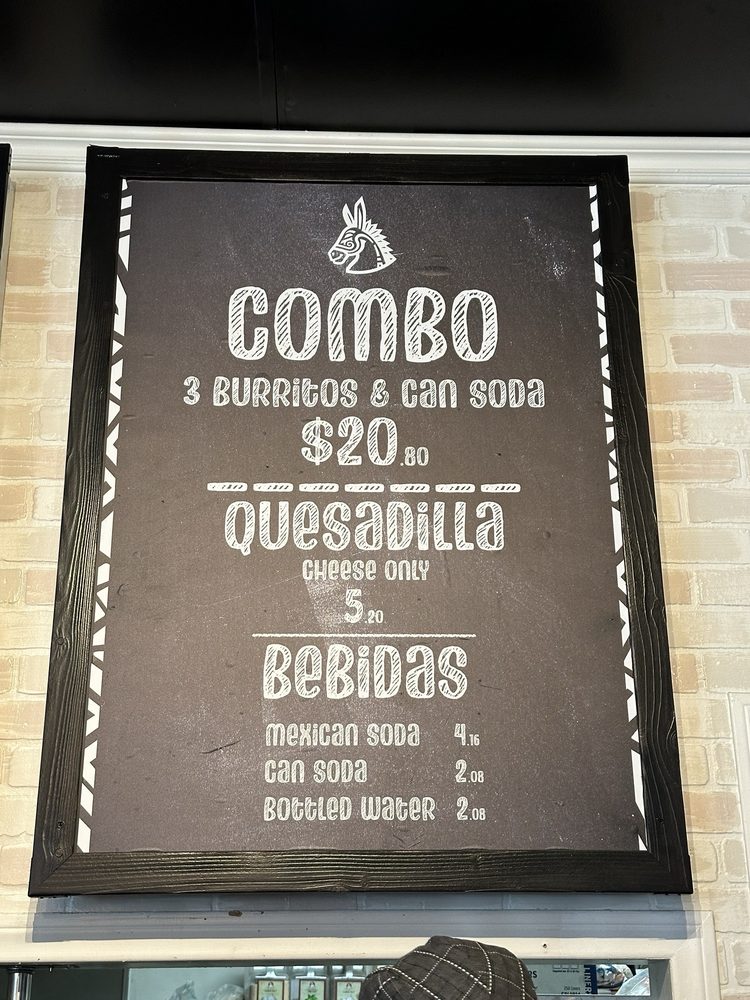 COMBO
3 BURRITOS & CAN SODA
$20.80
QUESADILLA
CHEESE ONLY
5.20
BEBIDAS
MEXICAN SODA 4.16
CAN SODA 2.08
BOTTLED WATER 2.08